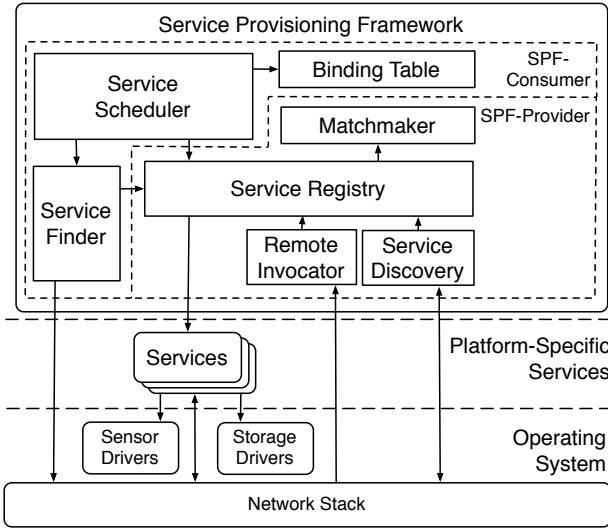 Service Provisioning Framework
Service
Scheduler
Binding Table
SPF-
Consumer
SPF-Provider
Matchmaker
Service
Finder
Service Registry
Remote
Invocator
Service
Discovery
Services
Platform-Specific
Services
Sensor
Drivers
Storage
Drivers
Operating
System
Network Stack